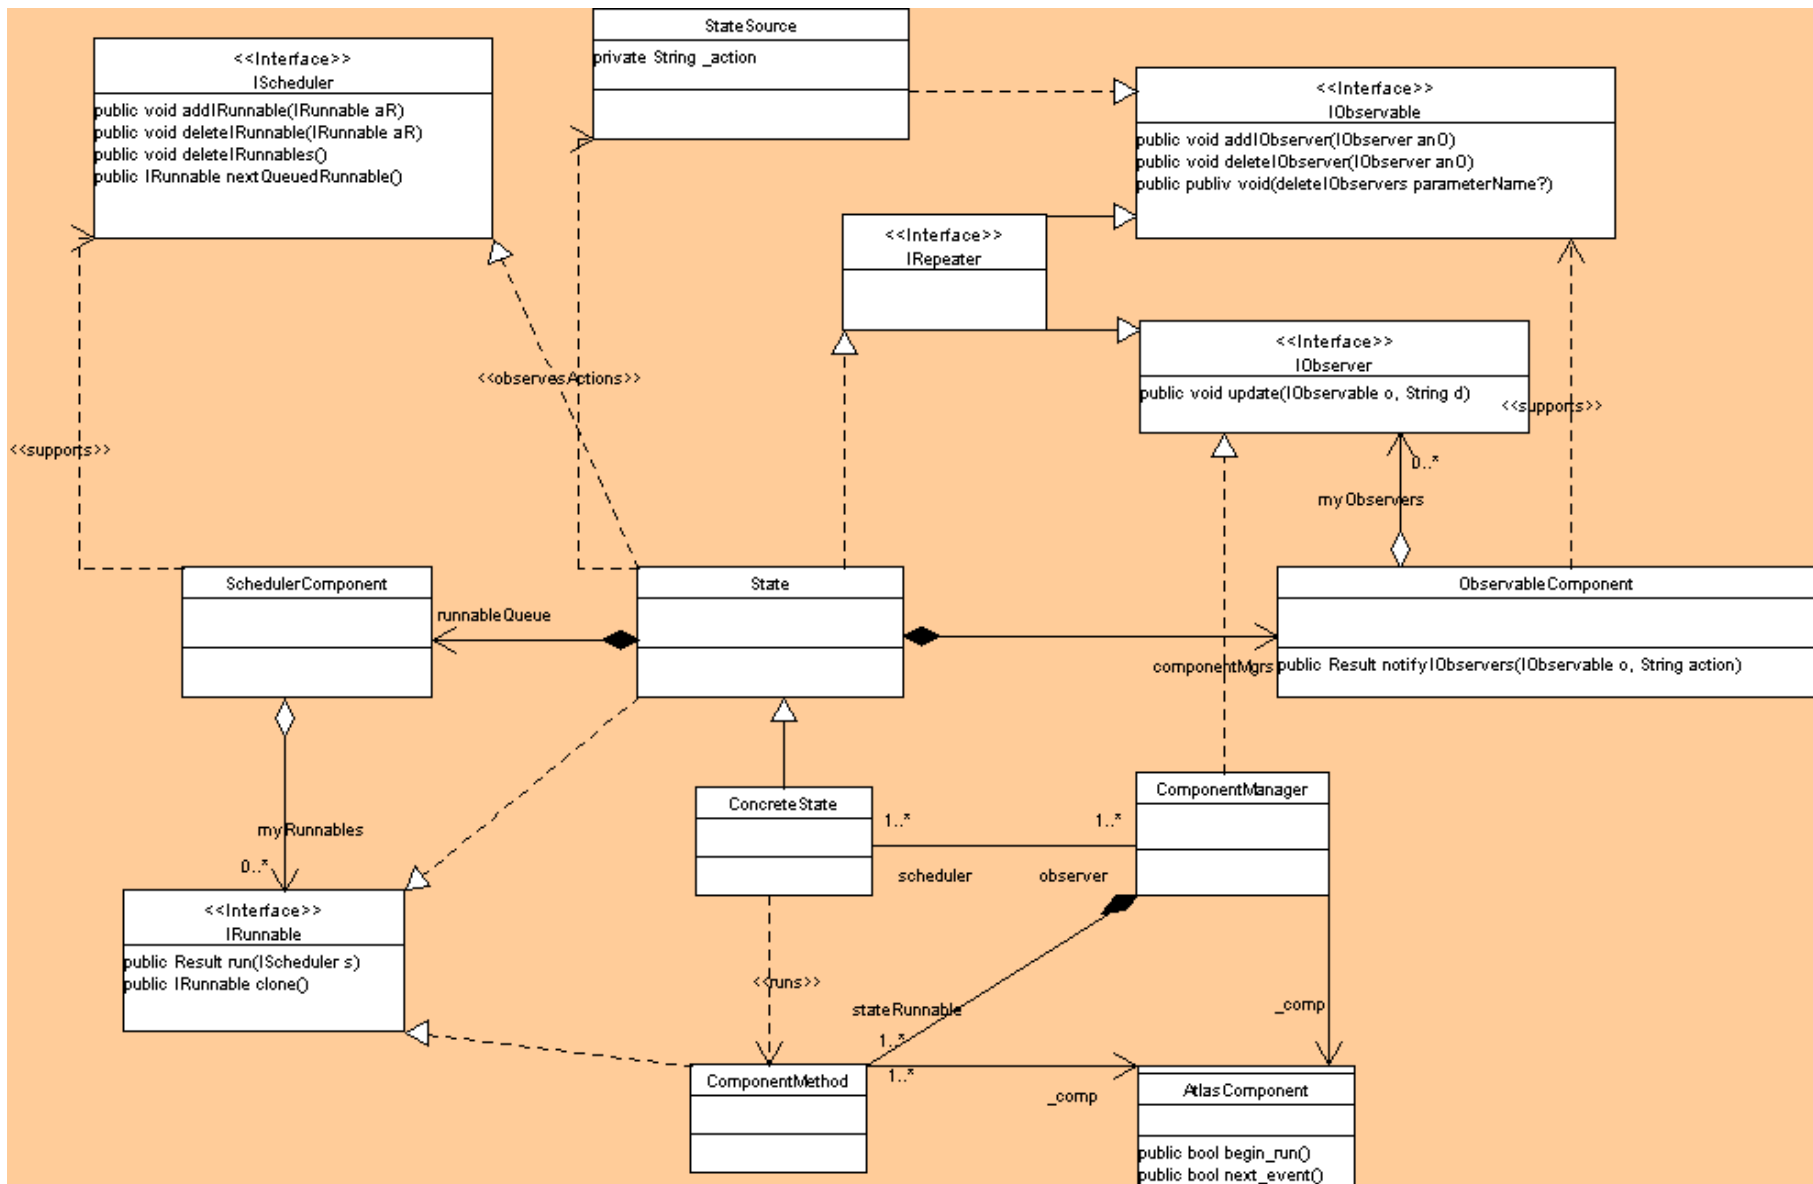 StateSource
private String _action
<<Interface>>
IScheduler
public void addIRunnable(IRunnable aR)
public void deleteIRunnable(IRunnable aR)
public void deleteIRunnables()
public IRunnable nextQueuedRunnable()
<<Interface>>
IObservable
public void addIObserver(IObserver anO)
public void deleteIObserver(IObserver anO)
public publiv void(deleteIObservers parameterName?)
<<Interface>>
IRepeater
<<Interface>>
IObserver
public void update(IObservable o, String d)
<<observesActions>>
<<supports>>
<<supports>>
0..*
myObservers
SchedulerComponent
State
ObservableComponent
runnableQueue
componentMgrs
public Result notifyIObservers(IObservable o, String action)
ConcreteState
ComponentManager
1..*
1..*
scheduler
observer
myRunnables
0..*
<<Interface>>
IRunnable
public Result run(IScheduler s)
public IRunnable clone()
<<runs>>
stateRunnable
1..*
_comp
1..*
_comp
ComponentMethod
AtlasComponent
public bool begin_run()
public bool next_event()